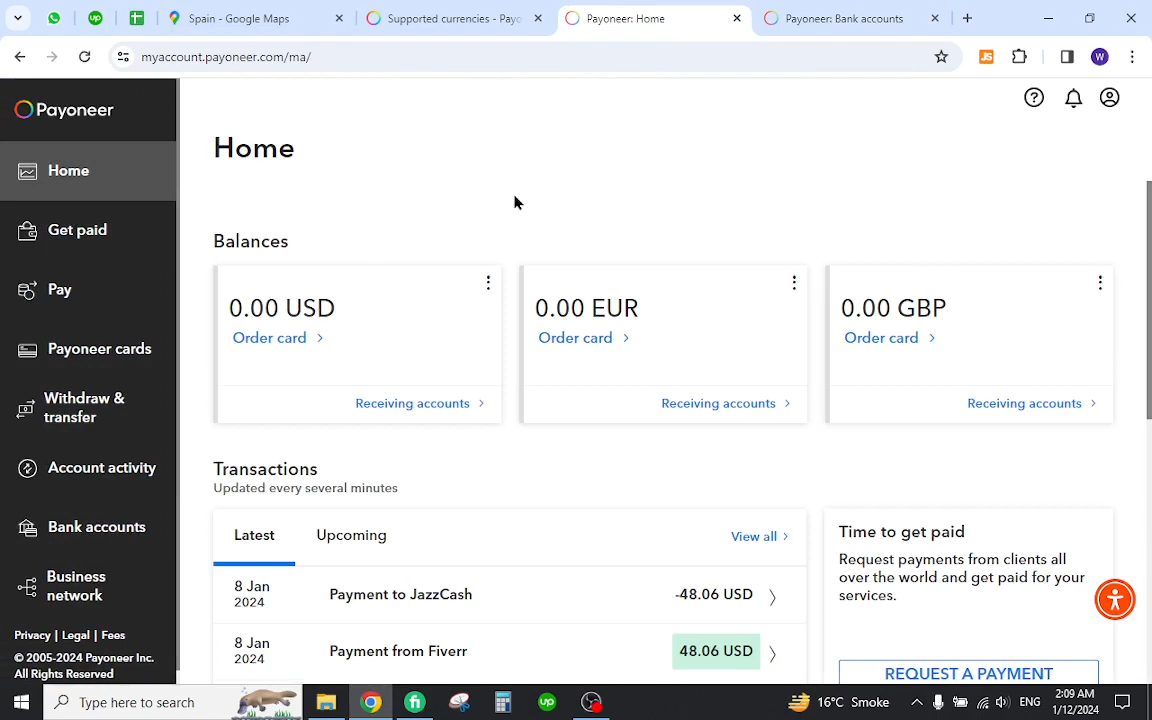 Spain - Google Maps
Supported currencies - Payo
Payoneer: Home
Payoneer: Bank accounts
myaccount.payoneer.com/ma/
JS
W
Payoneer
Home
Get paid
Pay
Payoneer cards
Withdraw &
transfer
Account activity
Bank accounts
Business
network
Privacy | Legal | Fees
© 2005-2024 Payoneer Inc.
All Rights Reserved
Home
Balances
0.00 USD
Order card
Receiving accounts
0.00 EUR
Order card
Receiving accounts
0.00 GBP
Order card
Receiving accounts
Transactions
Updated every several minutes
Latest
Upcoming
View all
8 Jan
2024
Payment to JazzCash
-48.06 USD
8 Jan
2024
Payment from Fiverr
48.06 USD
Time to get paid
Request payments from clients all
over the world and get paid for your
services.
REQUEST A PAYMENT
Type here to search
fi
up
16°C Smoke
ENG
2:09 AM
1/12/2024